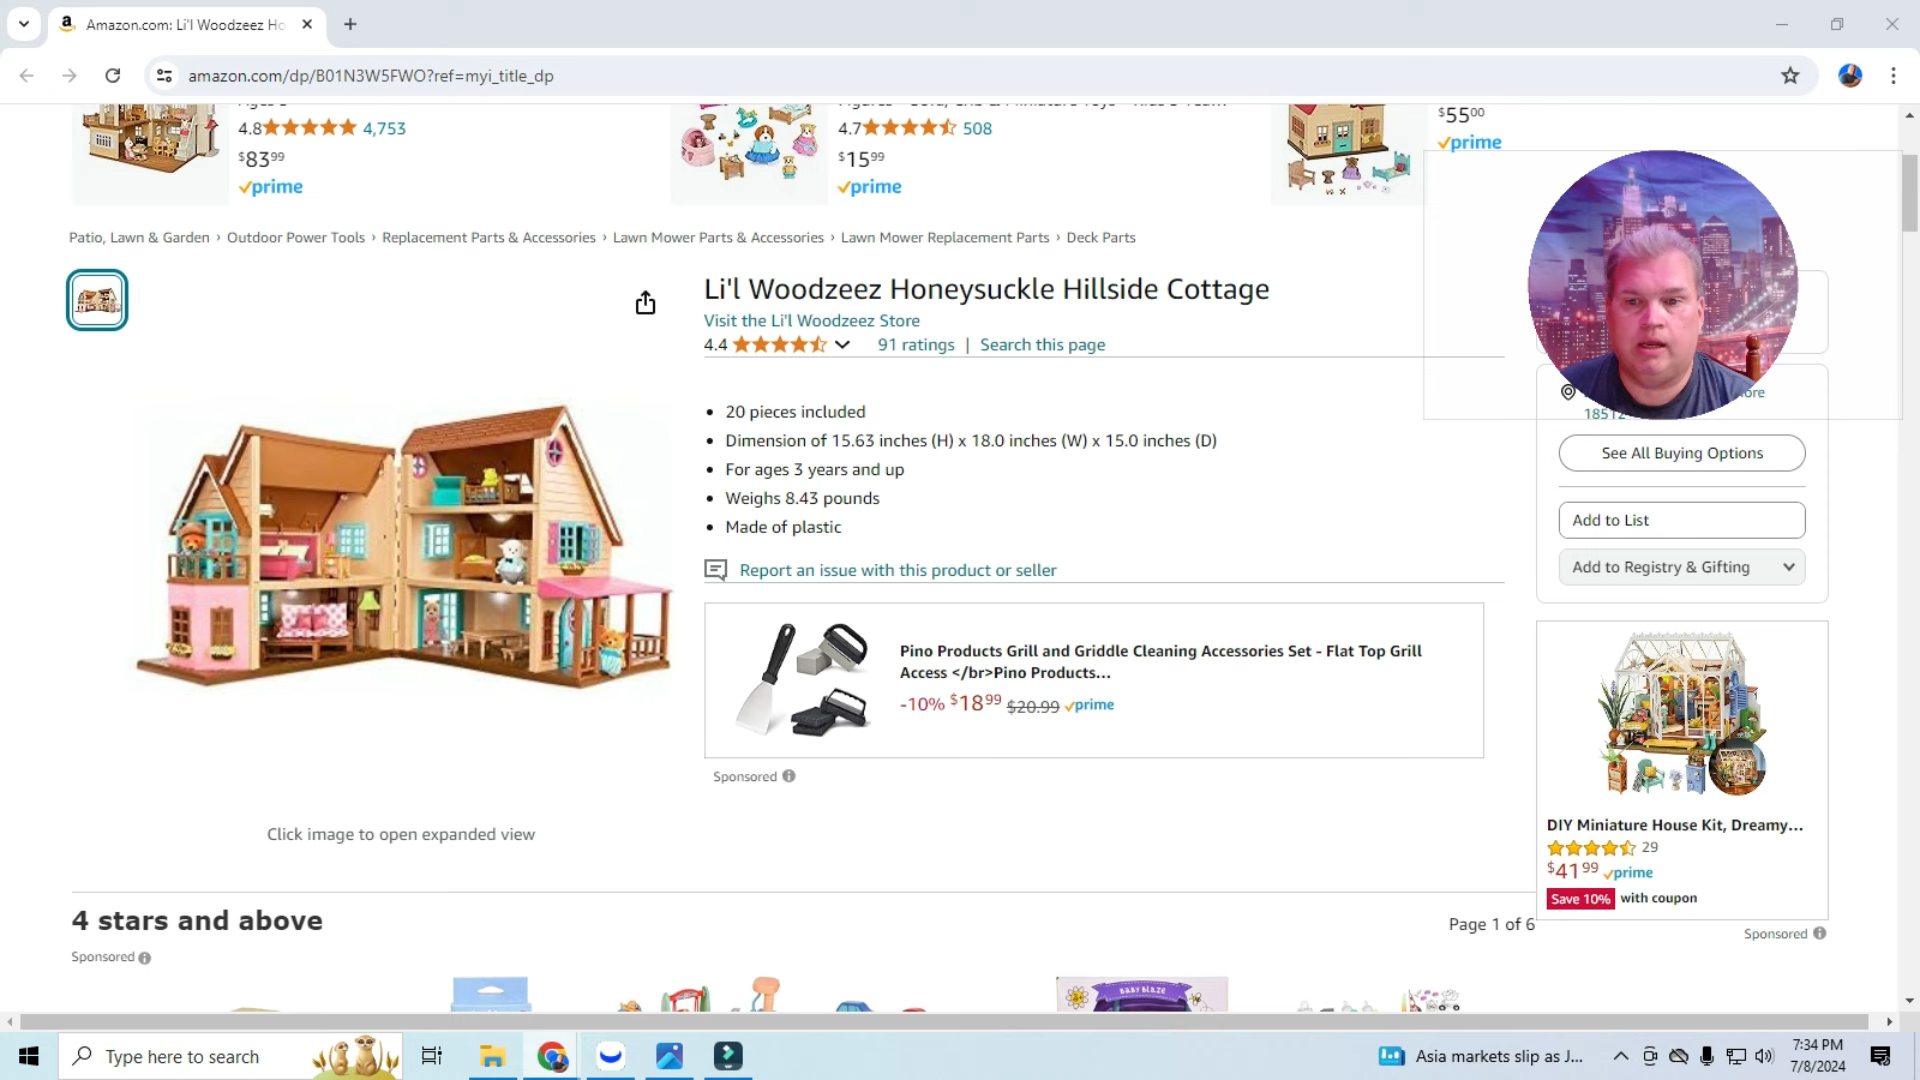 Amazon.com: Li'l Woodzeez Ho
amazon.com/dp/B01N3W5FWO?ref=myi_title_dp
4.8 4,753
$83.99
prime
4.7 508
$15.99
prime
$55.00
prime
Patio, Lawn & Garden › Outdoor Power Tools › Replacement Parts & Accessories › Lawn Mower Parts & Accessories › Lawn Mower Replacement Parts › Deck Parts
Li'l Woodzeez Honeysuckle Hillside Cottage
Visit the Li'l Woodzeez Store
4.4 91 ratings | Search this page
• 20 pieces included
• Dimension of 15.63 inches (H) x 18.0 inches (W) x 15.0 inches (D)
• For ages 3 years and up
• Weighs 8.43 pounds
• Made of plastic
Report an issue with this product or seller
Pino Products Grill and Griddle Cleaning Accessories Set - Flat Top Grill
Access </br>Pino Products...
-10% $18.99 $20.99 prime
Sponsored
Click image to open expanded view
18512
See All Buying Options
Add to List
Add to Registry & Gifting
DIY Miniature House Kit, Dreamy...
29
$41.99 prime
Save 10% with coupon
Sponsored
4 stars and above
Page 1 of 6
Sponsored
BABY BLAZE
Type here to search
Asia markets slip as J...
7:34 PM
7/8/2024